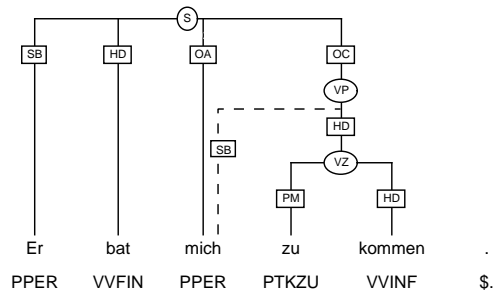 S
SB HD OA OC
VP
HD
SB
VZ
PM HD
Er bat mich zu kommen .
PPER VVFIN PPER PTKZU VVINF $.